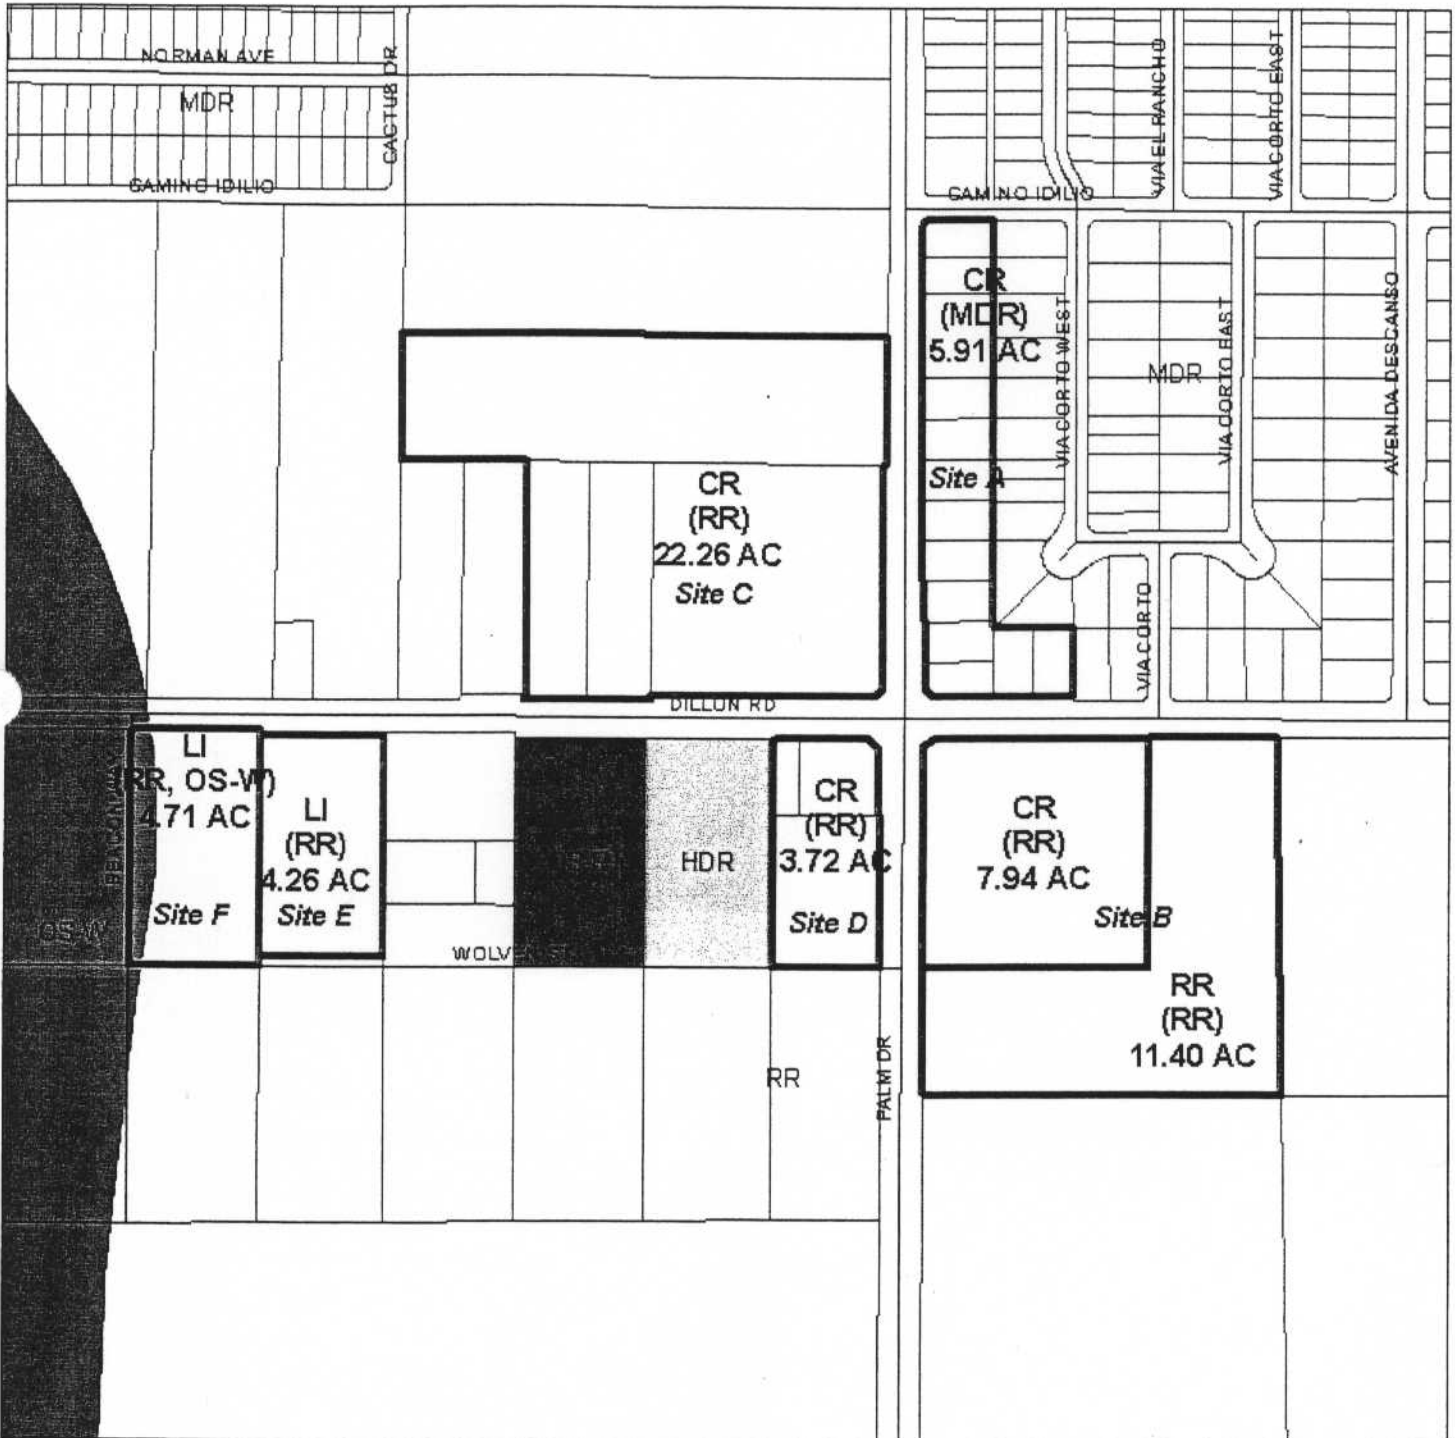 NORMAN AVE
MDR
CACTUS DR
CAMINO IDILIO
VIA EL RANCHO
VIA CORTO EAST
CAMINO IDILIO
CR
(MDR)
5.91 AC
Site A
VIA CORTO WEST
MDR
VIA CORTO EAST
AVENIDA DESCANSO
CR
(RR)
22.26 AC
Site C
VIA CORTO
DILLON RD
LI
(RR, OS-W)
4.71 AC
Site F
LI
(RR)
4.26 AC
Site E
HDR
CR
(RR)
3.72 AC
Site D
CR
(RR)
7.94 AC
Site B
OS-W
RR
(RR)
11.40 AC
RR
PALM DR